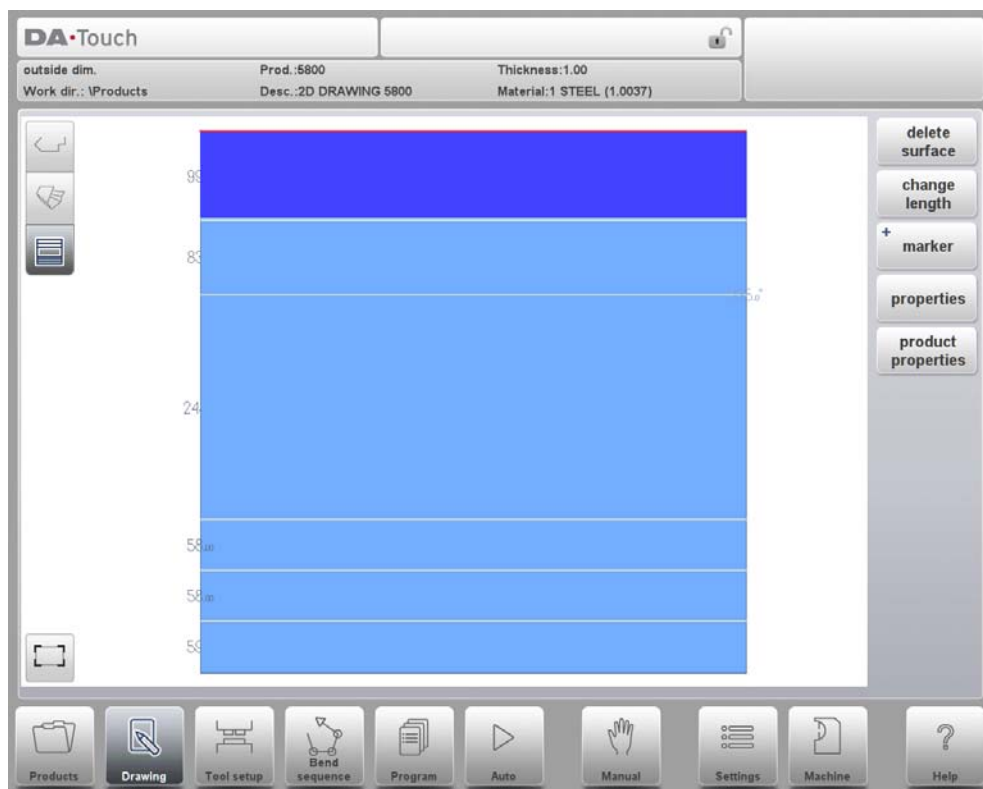 DA·Touch
outside dim. Prod.:5800 Thickness:1.00
Work dir.: \Products Desc.:2D DRAWING 5800 Material:1 STEEL (1.0037)
delete
surface
99
change
length
83
+ marker
properties
product
properties
24
58
58
59
Products
Drawing
Tool setup
Bend
sequence
Program
Auto
Manual
Settings
Machine
Help